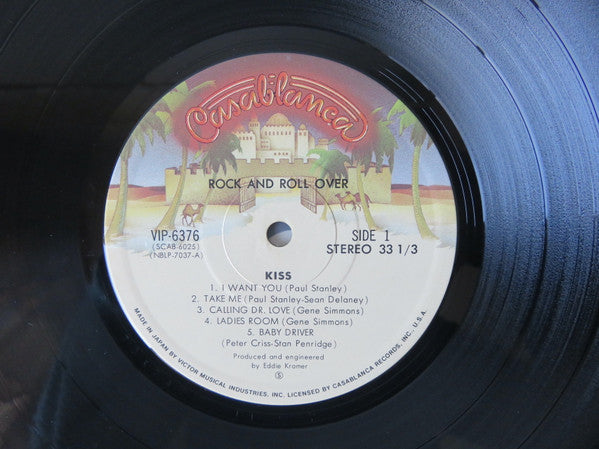 Casablanca
ROCK AND ROLL OVER
VIP-6376
(SCAB-6025)
(NBLP-7037-A)
SIDE 1
STEREO 33 1/3
KISS
1. I WANT YOU (Paul Stanley)
2. TAKE ME (Paul Stanley-Sean Delaney)
3. CALLING DR. LOVE (Gene Simmons)
4. LADIES ROOM (Gene Simmons)
5. BABY DRIVER
(Peter Criss-Stan Penridge)
Produced and engineered
by Eddie Kramer
Ⓢ
MADE IN JAPAN BY VICTOR MUSICAL INDUSTRIES, INC. LICENSED BY CASABLANCA RECORDS, INC., U.S.A.